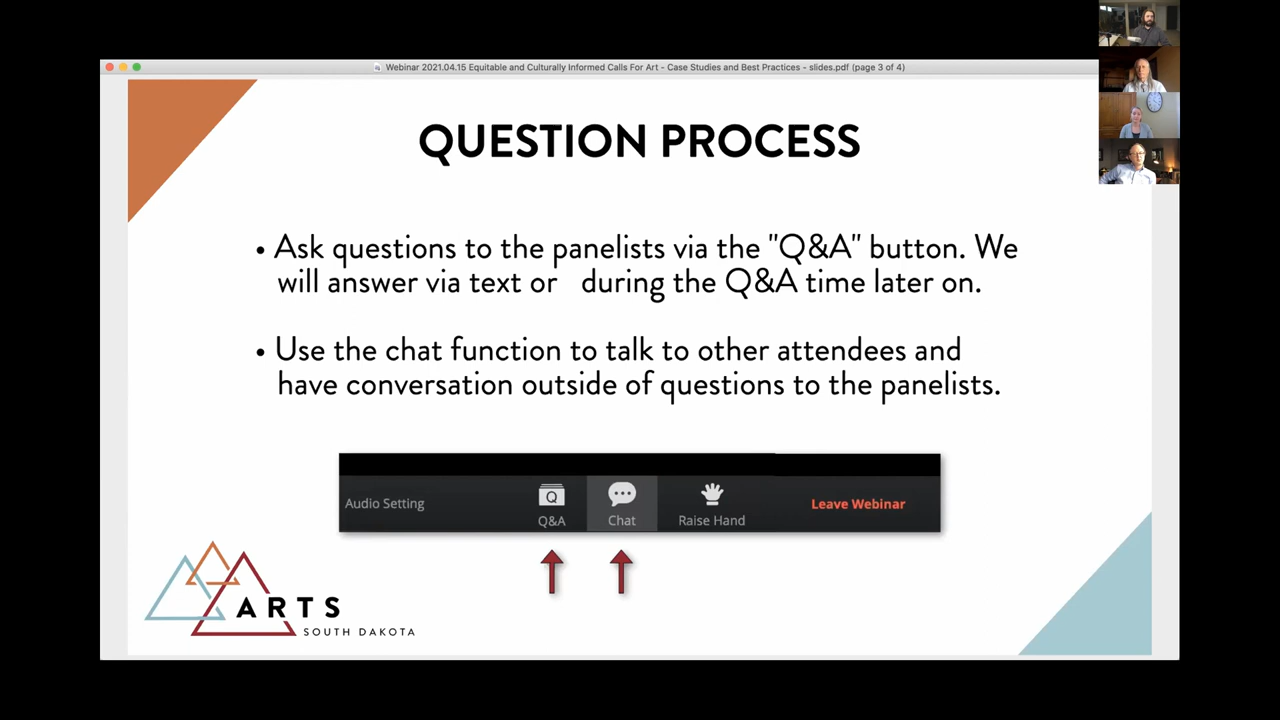 Webinar 2021.04.15 Equitable and Culturally Informed Calls For Art - Case Studies and Best Practices - slides.pdf (page 3 of 4)
QUESTION PROCESS
• Ask questions to the panelists via the "Q&A" button. We
will answer via text or during the Q&A time later on.
• Use the chat function to talk to other attendees and
have conversation outside of questions to the panelists.
Audio Setting
Q
Q&A
Chat
Raise Hand
Leave Webinar
ARTS
SOUTH DAKOTA